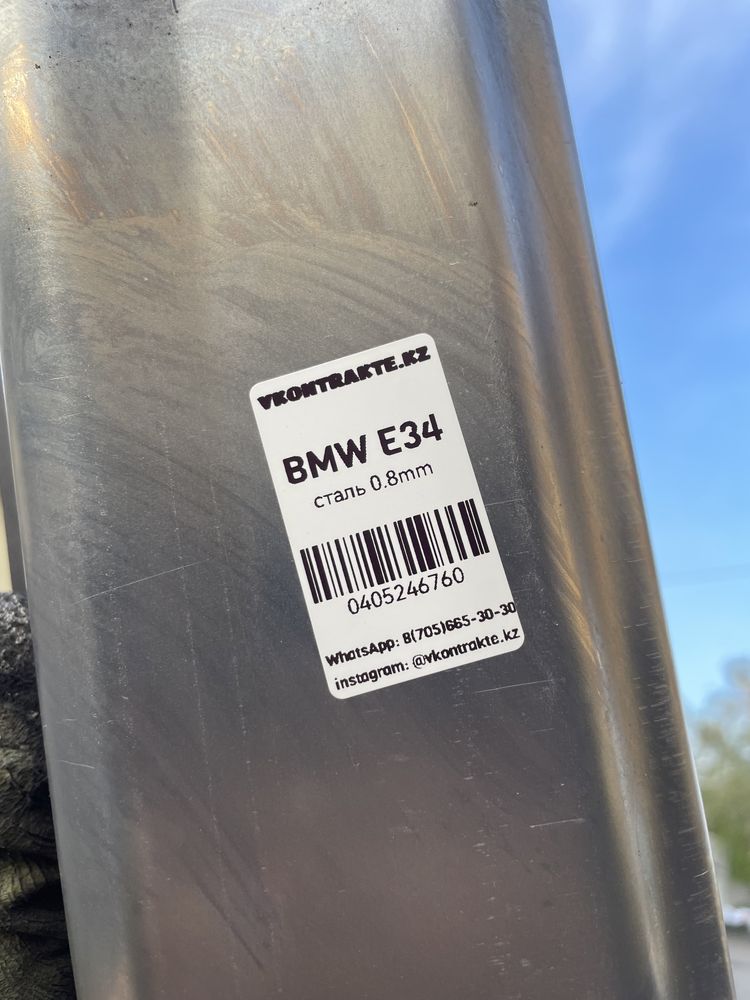 VKONTRAKTE.KZ
BMW E34
сталь 0.8mm
0405246760
WhatsApp: 8(705)665-30-30
instagram: @vkontrakte.kz